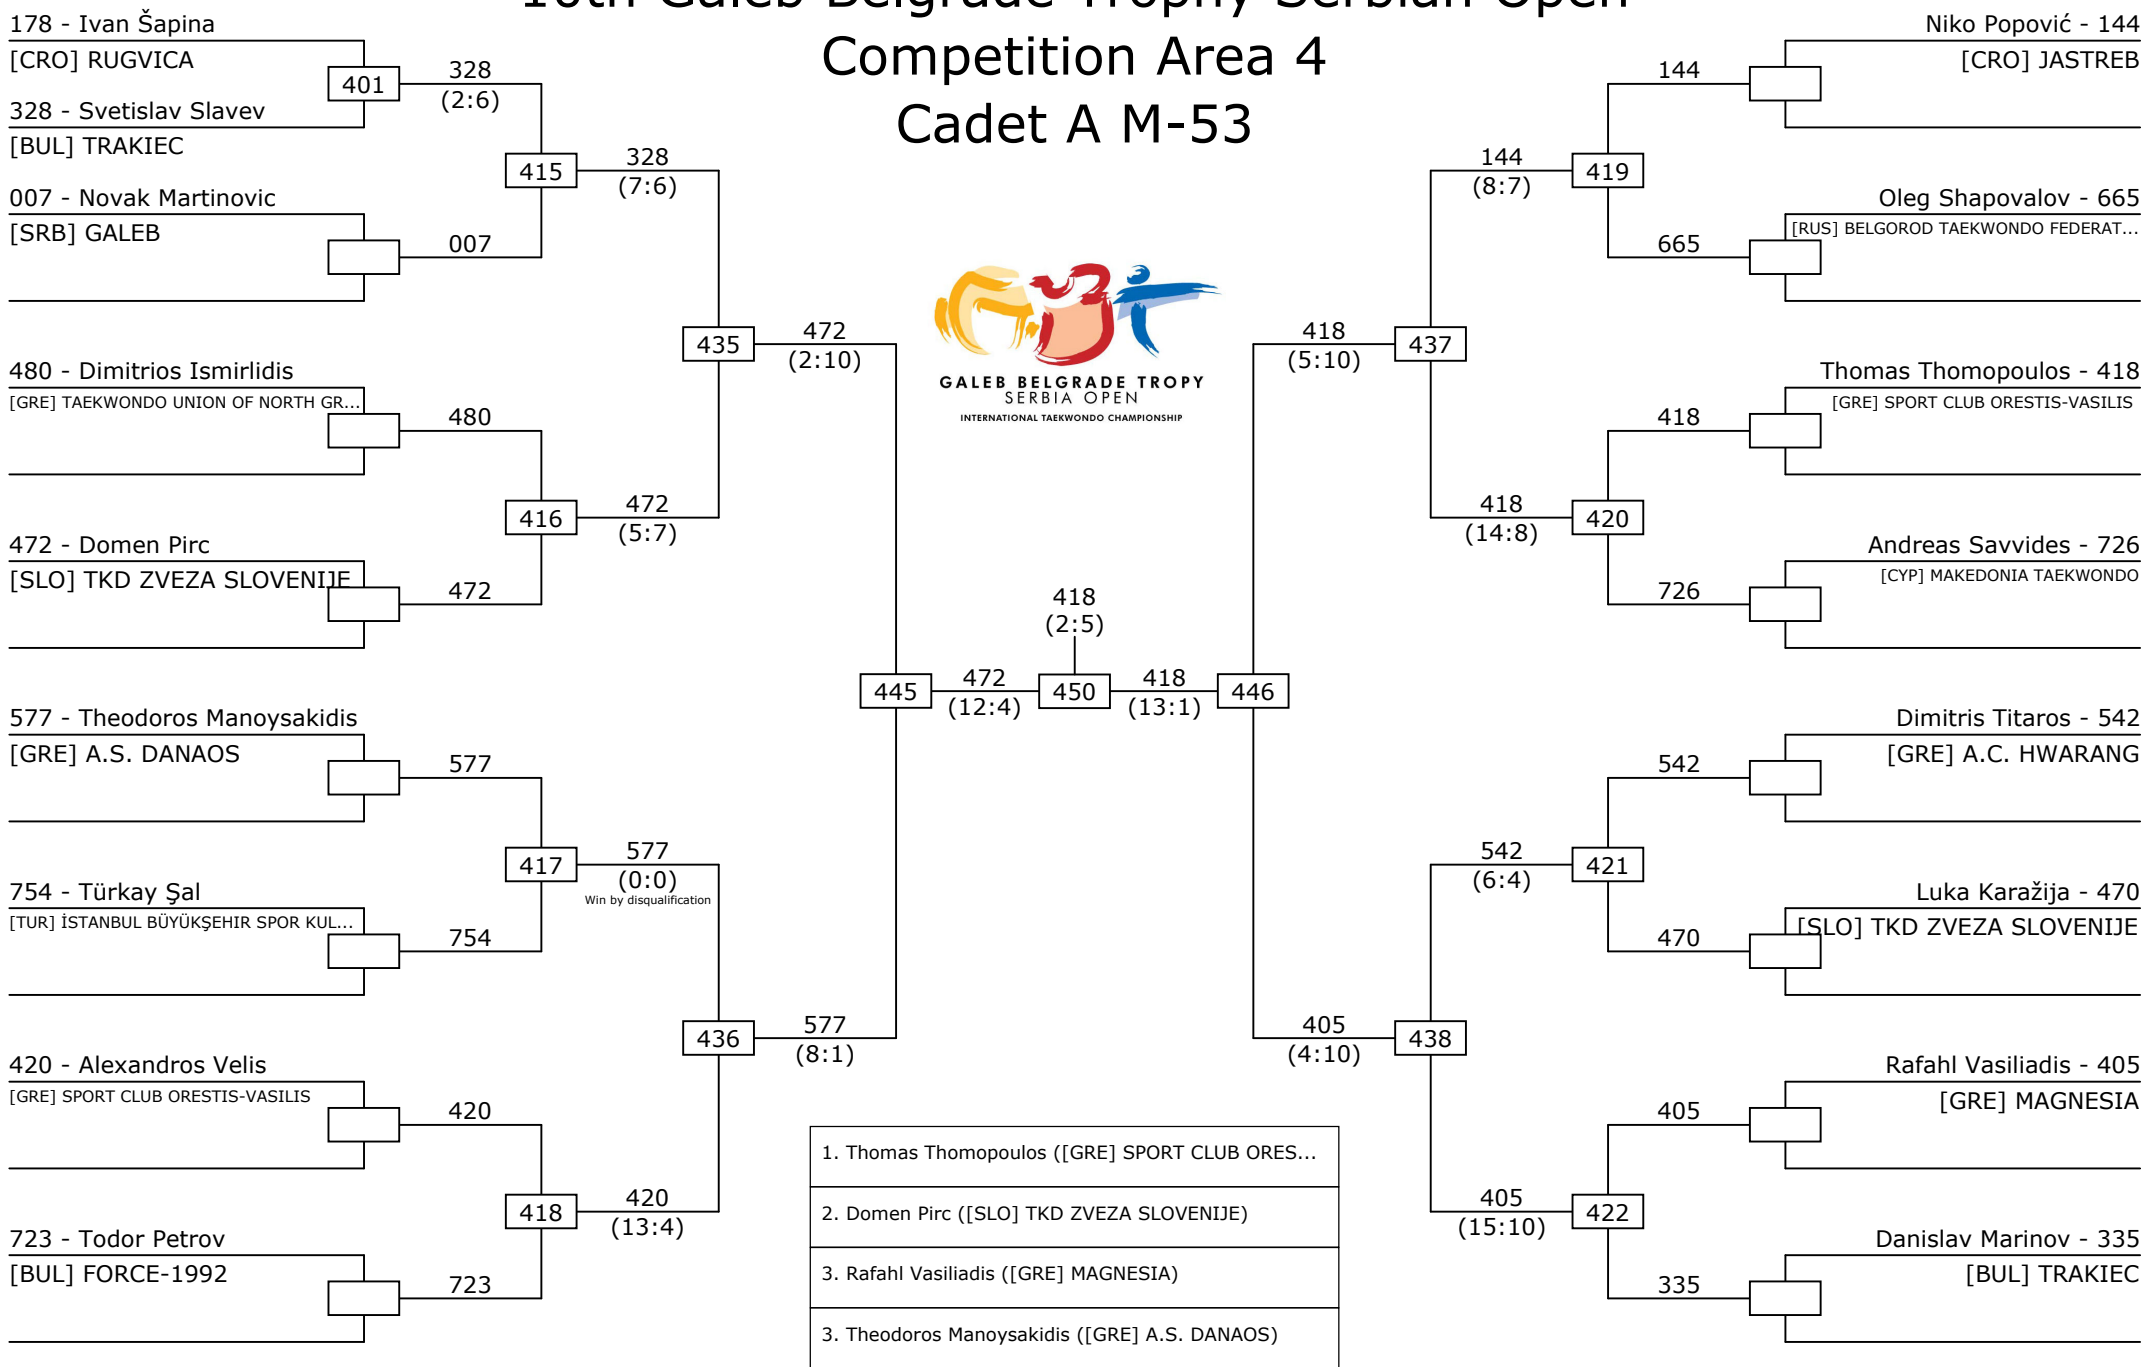 10th Galeb Belgrade Trophy Serbian Open
Competition Area 4
Cadet A M-53
178 - Ivan Šapina
[CRO] RUGVICA
401
328
(2:6)
328 - Svetislav Slavev
[BUL] TRAKIEC
415
328
(7:6)
007 - Novak Martinovic
[SRB] GALEB
007
435
472
(2:10)
480 - Dimitrios Ismirlidis
[GRE] TAEKWONDO UNION OF NORTH GR...
480
416
472
(5:7)
472 - Domen Pirc
[SLO] TKD ZVEZA SLOVENIJE
472
577 - Theodoros Manoysakidis
[GRE] A.S. DANAOS
577
417
577
(0:0)
Win by disqualification
754 - Türkay Şal
[TUR] İSTANBUL BÜYÜKŞEHIR SPOR KUL...
754
436
577
(8:1)
420 - Alexandros Velis
[GRE] SPORT CLUB ORESTIS-VASILIS
420
418
420
(13:4)
723 - Todor Petrov
[BUL] FORCE-1992
723
GALEB BELGRADE TROPY
SERBIA OPEN
INTERNATIONAL TAEKWONDO CHAMPIONSHIP
418
(2:5)
445
472
(12:4)
450
418
(13:1)
446
Niko Popović - 144
[CRO] JASTREB
144
144
(8:7)
419
Oleg Shapovalov - 665
[RUS] BELGOROD TAEKWONDO FEDERAT...
665
418
(5:10)
437
Thomas Thomopoulos - 418
[GRE] SPORT CLUB ORESTIS-VASILIS
418
418
(14:8)
420
Andreas Savvides - 726
[CYP] MAKEDONIA TAEKWONDO
726
Dimitris Titaros - 542
[GRE] A.C. HWARANG
542
542
(6:4)
421
Luka Karažija - 470
[SLO] TKD ZVEZA SLOVENIJE
470
405
(4:10)
438
Rafahl Vasiliadis - 405
[GRE] MAGNESIA
405
405
(15:10)
422
Danislav Marinov - 335
[BUL] TRAKIEC
335
1. Thomas Thomopoulos ([GRE] SPORT CLUB ORES...
2. Domen Pirc ([SLO] TKD ZVEZA SLOVENIJE)
3. Rafahl Vasiliadis ([GRE] MAGNESIA)
3. Theodoros Manoysakidis ([GRE] A.S. DANAOS)